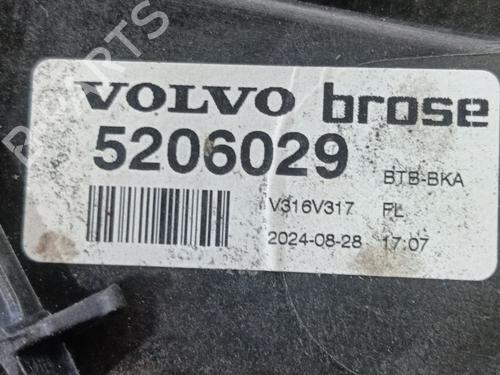 VOLVO brose
5206029 BTB-BKA
V316V317 FL
2024-08-28 17:07